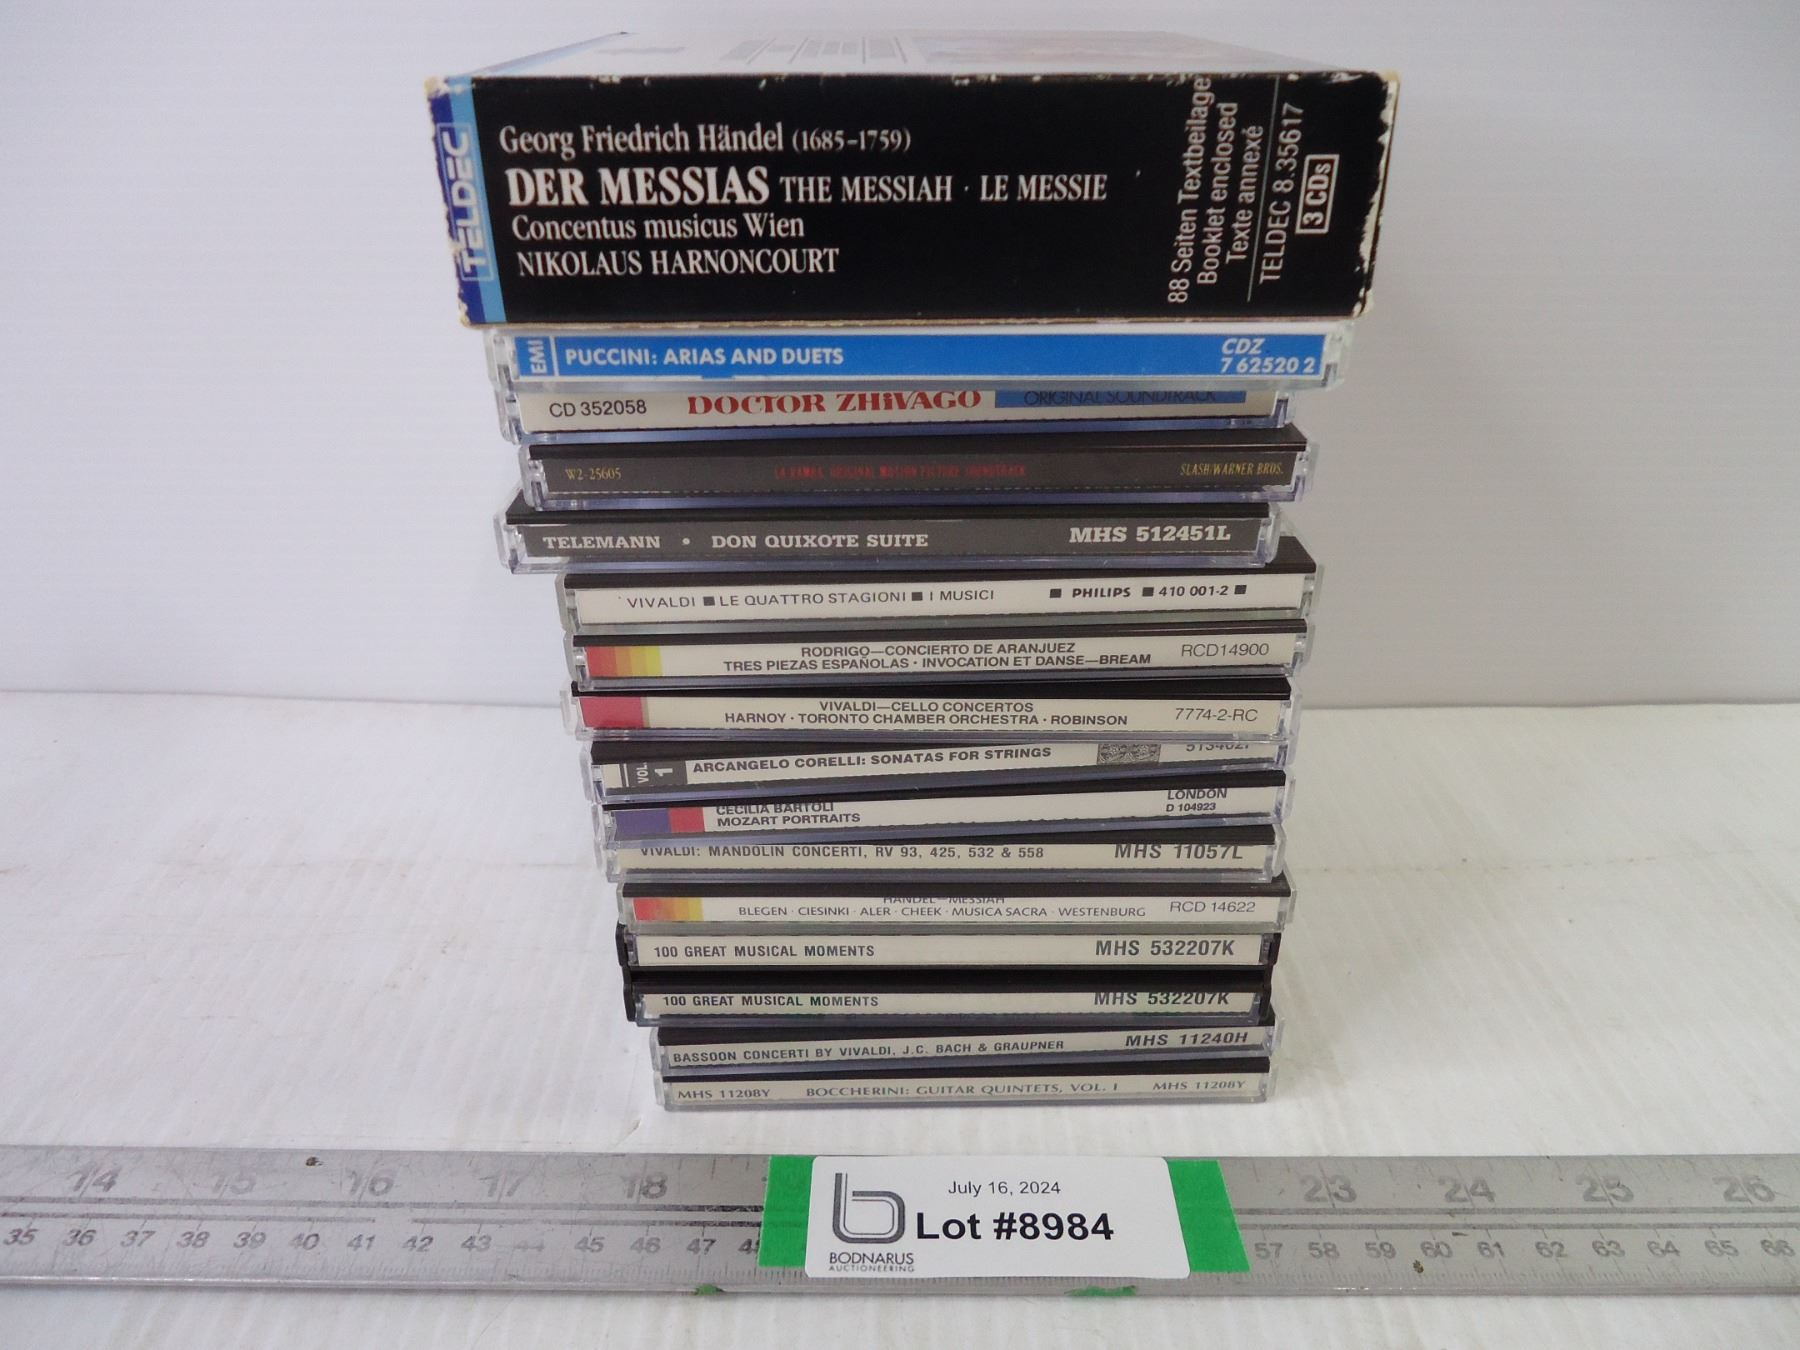 TELDEC
Georg Friedrich Händel (1685-1759)
DER MESSIAS THE MESSIAH · LE MESSIE
Concentus musicus Wien
NIKOLAUS HARNONCOURT
88 Seiten Textbeilage
Booklet enclosed
Texte annexé
TELDEC 8.35617
3 CDs
EMI PUCCINI: ARIAS AND DUETS CDZ
7 62520 2
CD 352058 DOCTOR ZHiVAGO ORIGINAL SOUNDTRACK
W2-25605 LA BAMBA ORIGINAL MOTION PICTURE SOUNDTRACK SLASH/WARNER BROS.
TELEMANN • DON QUIXOTE SUITE MHS 512451L
VIVALDI ■ LE QUATTRO STAGIONI ■ I MUSICI ■ PHILIPS ■ 410 001-2 ■
RODRIGO—CONCIERTO DE ARANJUEZ RCD14900
TRES PIEZAS ESPAÑOLAS · INVOCATION ET DANSE—BREAM
VIVALDI—CELLO CONCERTOS 7774-2-RC
HARNOY · TORONTO CHAMBER ORCHESTRA · ROBINSON
VOL. 1 ARCANGELO CORELLI: SONATAS FOR STRINGS
CECILIA BARTOLI LONDON
MOZART PORTRAITS D 104923
VIVALDI: MANDOLIN CONCERTI, RV 93, 425, 532 & 558 MHS 11057L
HANDEL—MESSIAH
BLEGEN · CIESINKI · ALER · CHEEK · MUSICA SACRA · WESTENBURG RCD 14622
100 GREAT MUSICAL MOMENTS MHS 532207K
100 GREAT MUSICAL MOMENTS MHS 532207K
BASSOON CONCERTI BY VIVALDI, J.C. BACH & GRAUPNER MHS 11240H
MHS 11208Y BOCCHERINI: GUITAR QUINTETS, VOL. I MHS 11208Y
14 15 16 17 18 23 24 25 26
35 36 37 38 39 40 41 42 43 44 45 46 47 57 58 59 60 61 62 63 64 65 66
July 16, 2024
Lot #8984
BODNARUS
AUCTIONEERING